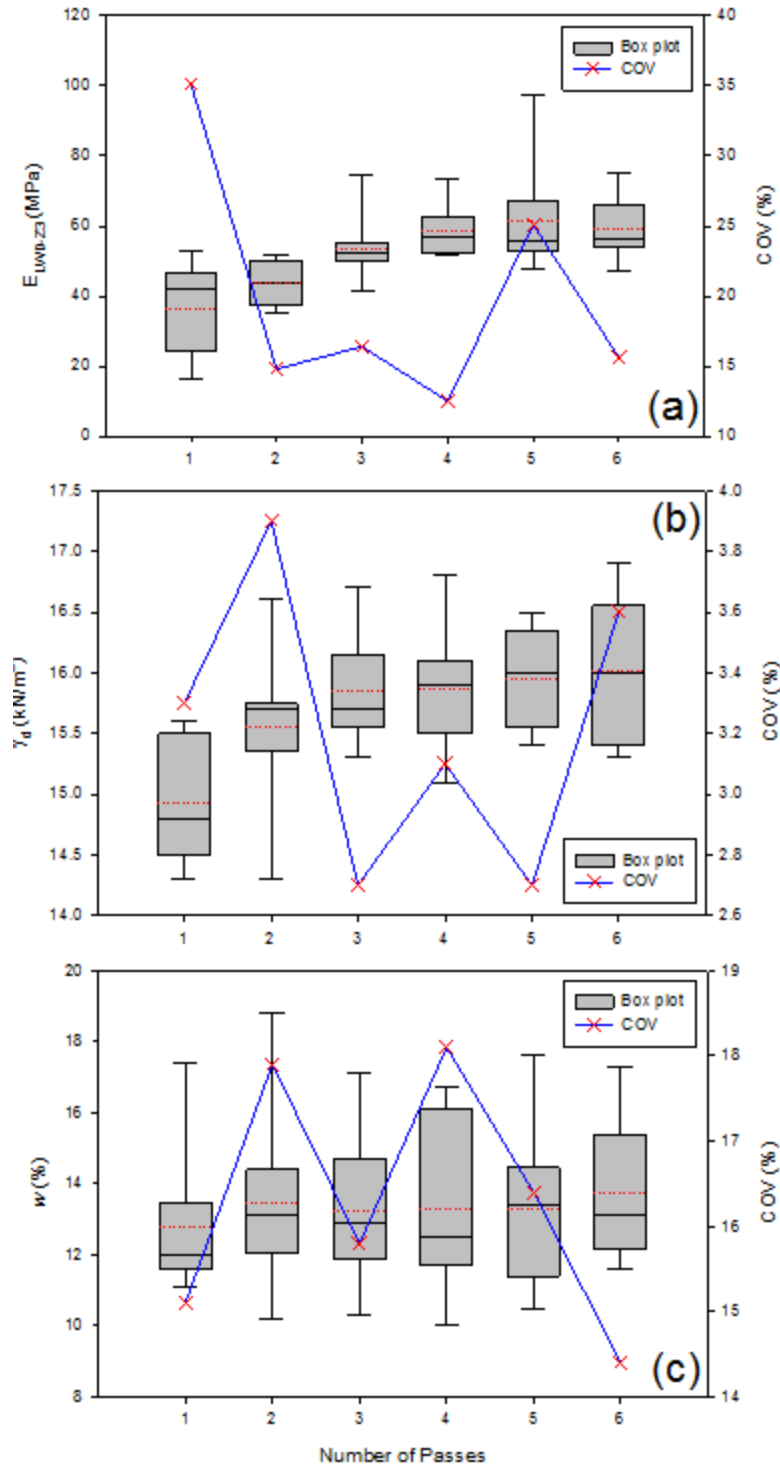 120
100
80
60
40
20
0
E_LWD-Z3 (MPa)
40
35
30
25
20
15
10
COV (%)
Box plot
COV
(a)
1 2 3 4 5 6
17.5
17.0
16.5
16.0
15.5
15.0
14.5
14.0
γd (kN/m³)
4.0
3.8
3.6
3.4
3.2
3.0
2.8
2.6
COV (%)
(b)
Box plot
COV
1 2 3 4 5 6
20
18
16
14
12
10
8
w (%)
19
18
17
16
15
14
COV (%)
Box plot
COV
(c)
1 2 3 4 5 6
Number of Passes